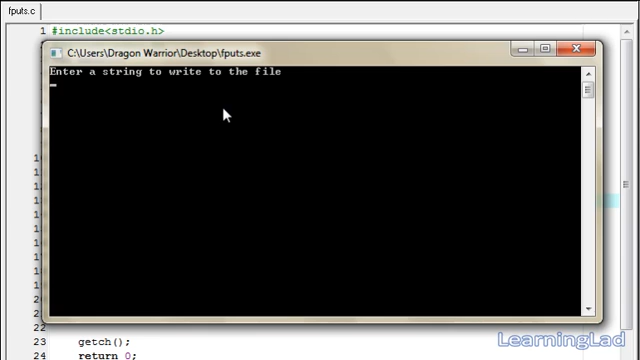 fputs.c
1 #include<stdio.h>
C:\Users\Dragon Warrior\Desktop\fputs.exe
Enter a string to write to the file
22
23 getch();
24 return 0;
LearningLad